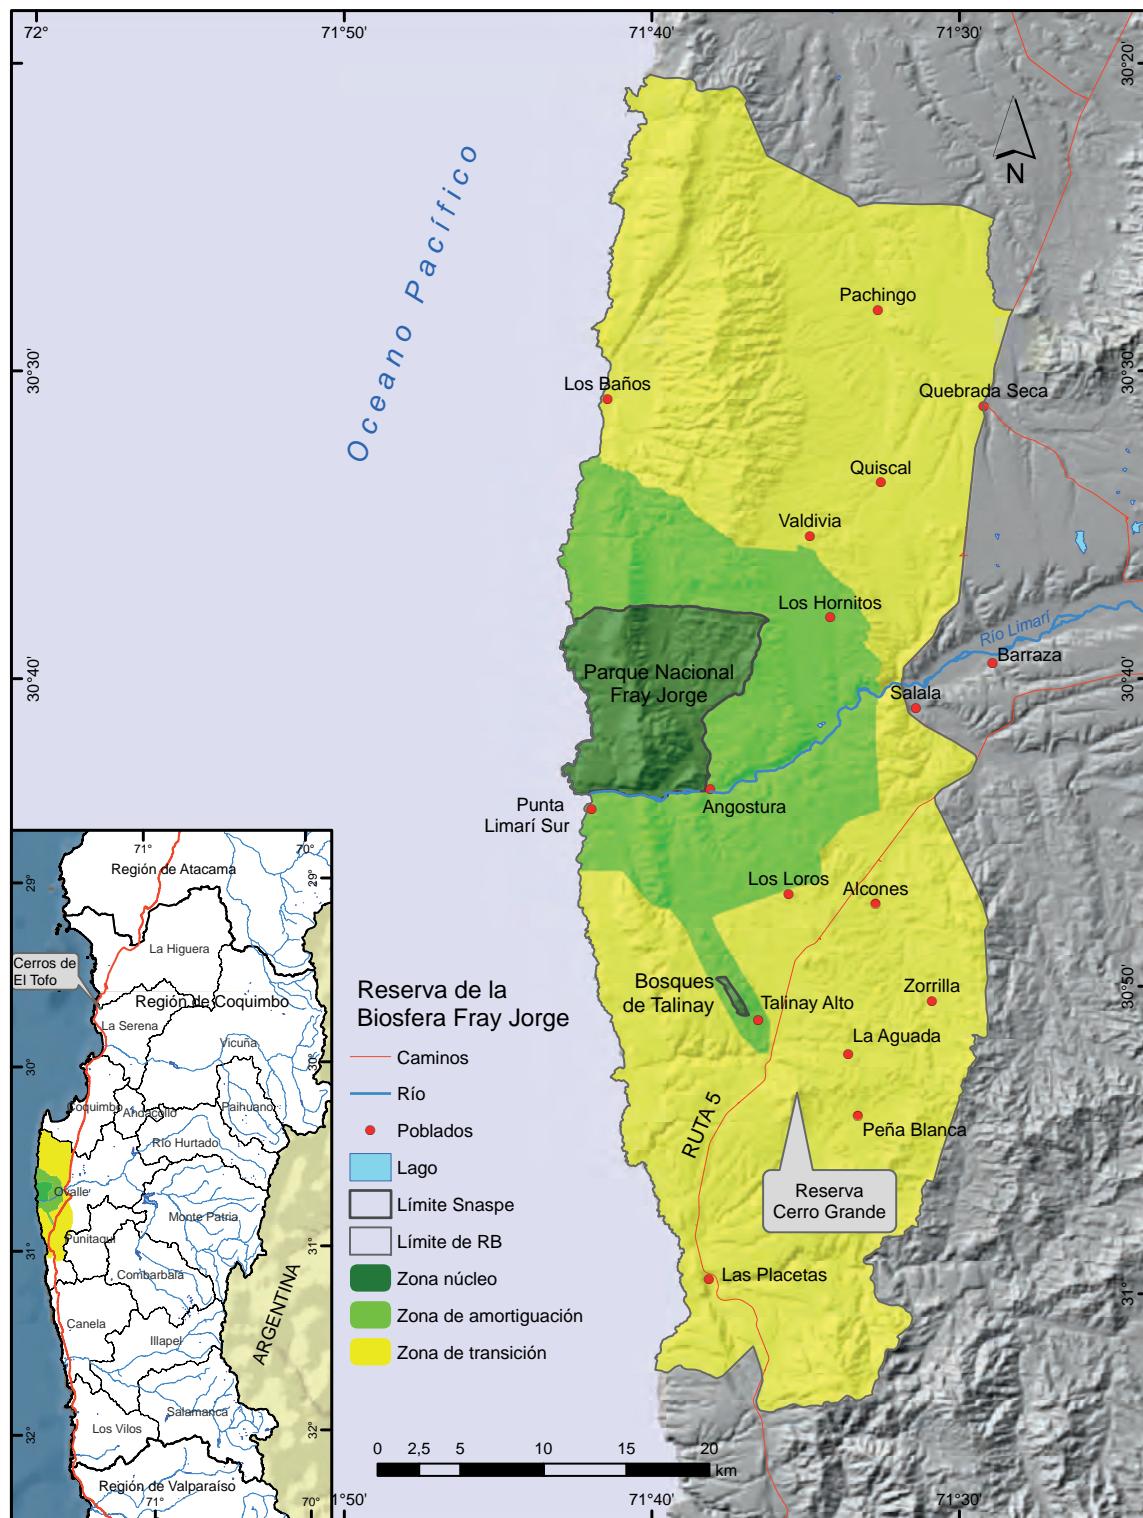 72°
71°50'
71°40'
71°30'
30°20'
30°20'
N
Oceano Pacífico
Pachingo
30°30'
30°30'
Los Baños
Quebrada Seca
Quiscal
Valdivia
Los Hornitos
Río Limarí
Barraza
30°40'
30°40'
Parque Nacional
Fray Jorge
Salala
Punta
Limarí Sur
Angostura
Los Loros
Alcones
Bosques
de Talinay
Talinay Alto
Zorrilla
30°50'
La Aguada
RUTA 5
Peña Blanca
Reserva
Cerro Grande
Las Placetas
31°
Reserva de la
Biosfera Fray Jorge
Caminos
Río
Poblados
Lago
Límite Snaspe
Límite de RB
Zona núcleo
Zona de amortiguación
Zona de transición
0 2,5 5 10 15 20
km
71°
70°
Región de Atacama
29°
29°
La Higuera
Cerros de
El Tofo
Región de Coquimbo
La Serena
Vicuña
30°
30°
Coquimbo
Andacollo
Paihuano
Río Hurtado
Ovalle
Monte Patria
Punitaqui
31°
31°
Combarbalá
ARGENTINA
Canela
Illapel
Salamanca
Los Vilos
32°
32°
Región de Valparaíso
71°
70°
'50'
71°40'
71°30'